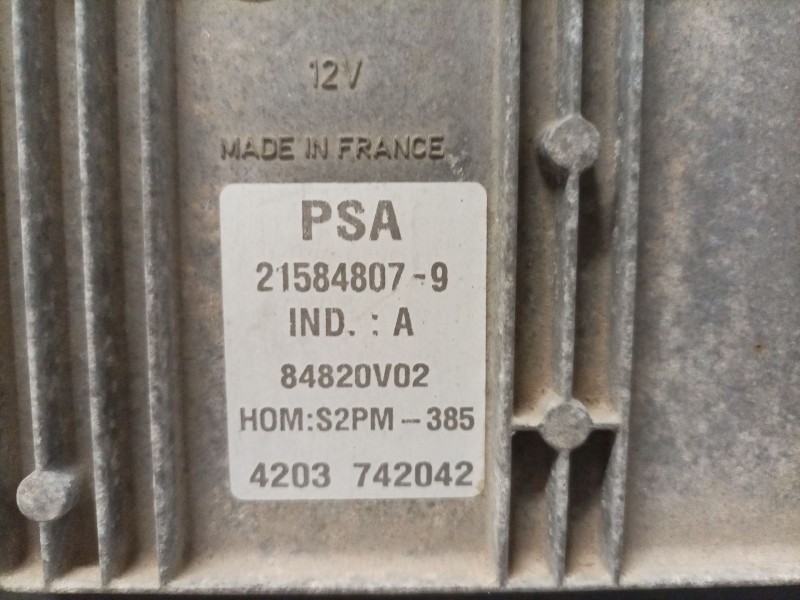 12V
MADE IN FRANCE
PSA
21584807-9
IND. : A
84820V02
HOM:S2PM-385
4203 742042